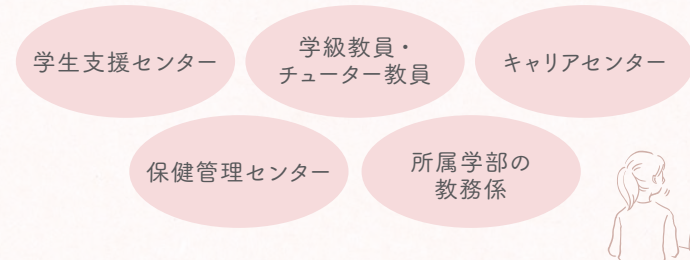 学生支援センター
学級教員・
チューター教員
キャリアセンター
保健管理センター
所属学部の
教務係